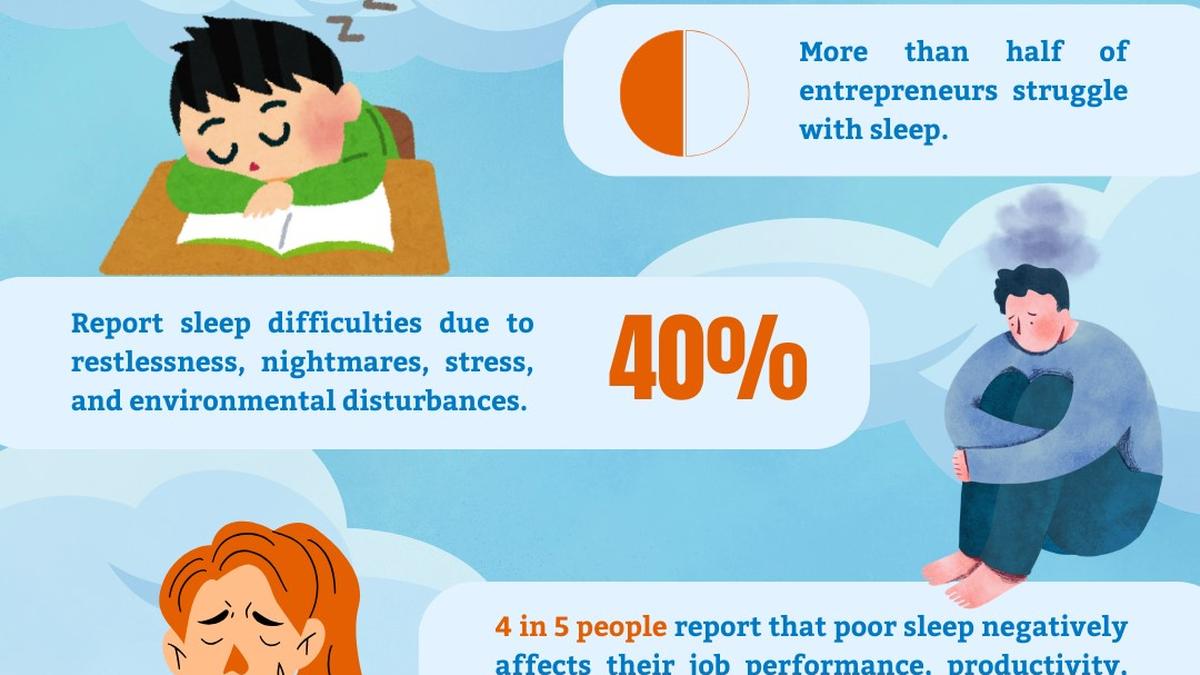 z z
More than half of
entrepreneurs struggle
with sleep.
Report sleep difficulties due to
restlessness, nightmares, stress,
and environmental disturbances.
40%
4 in 5 people report that poor sleep negatively
affects their job performance, productivity,